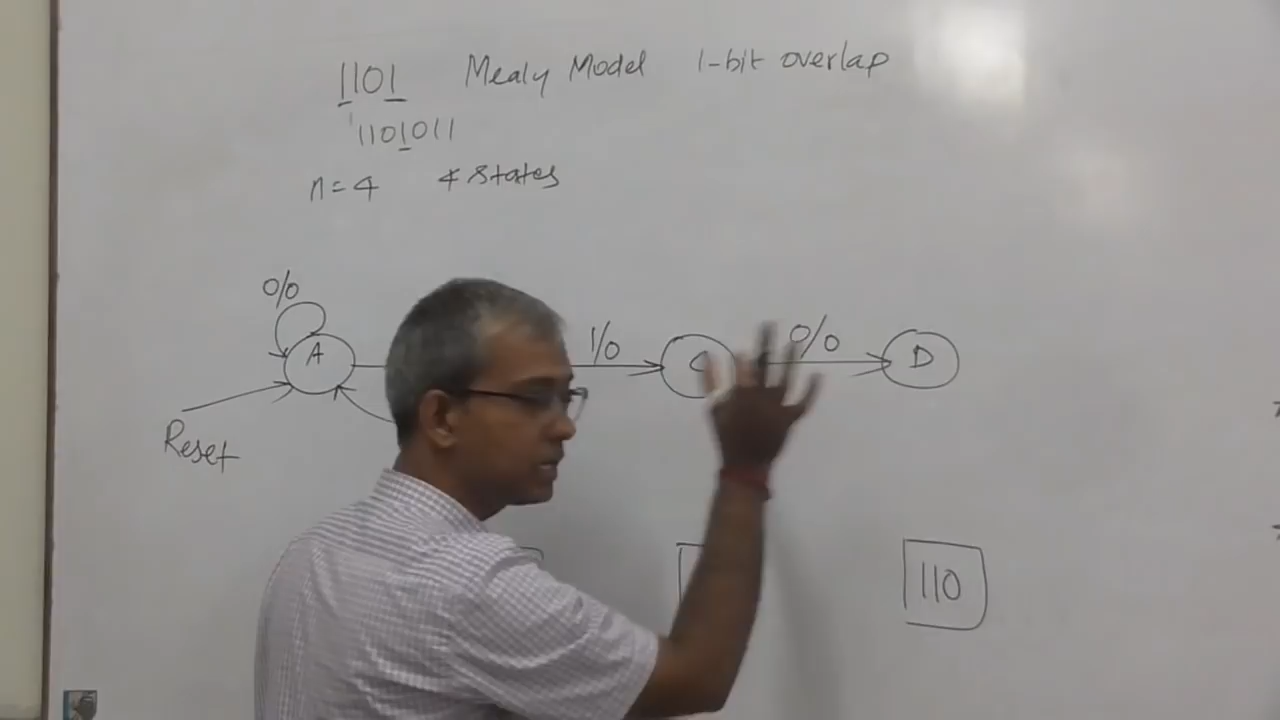 1101 Mealy Model 1-bit overlap
1101011
n=4 4 States
0/0
A 1/0 C 0/0 D
Reset
110